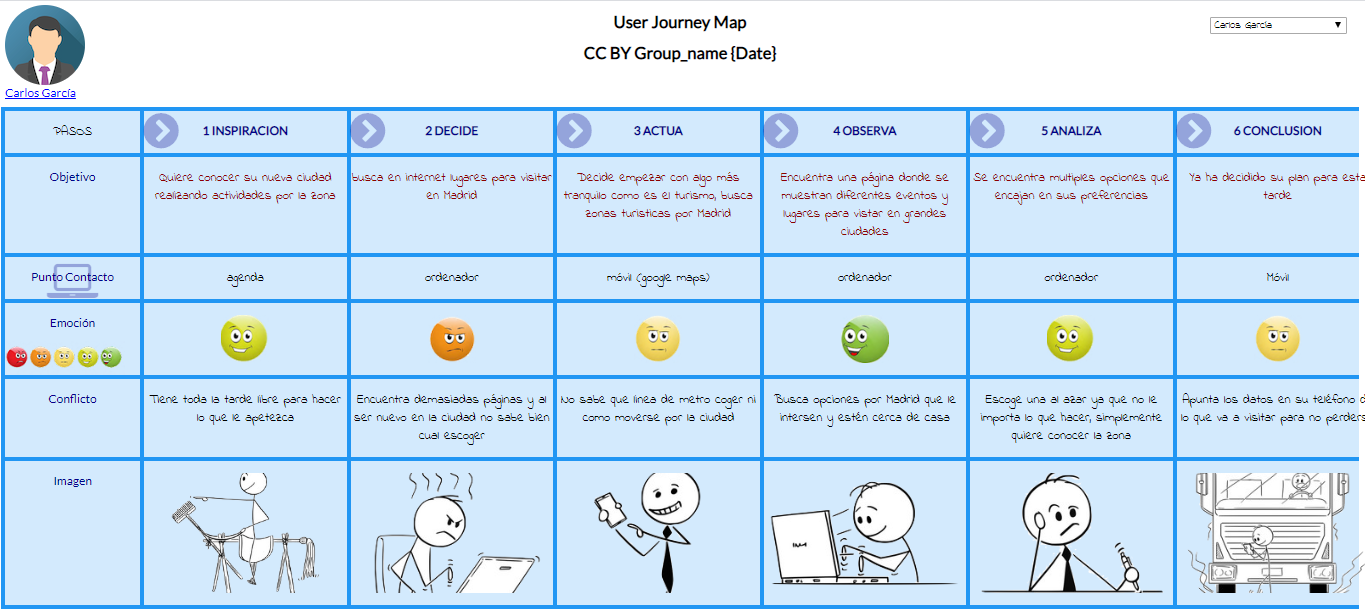 User Journey Map
CC BY Group_name {Date}
Carlos García
Carlos García
PASOS
1 INSPIRACION
2 DECIDE
3 ACTUA
4 OBSERVA
5 ANALIZA
6 CONCLUSION
Objetivo
Quiere conocer su nueva ciudad
realizando actividades por la zona
busca en internet lugares para visitar
en Madrid
Decide empezar con algo más
tranquilo como es el turismo, busca
zonas turisticas por Madrid
Encuentra una página donde se
muestran diferentes eventos y
lugares para vistar en grandes
ciudades
Se encuentra multiples opciones que
encajan en sus preferencias
Ya ha decidido su plan para esta
tarde
Punto Contacto
agenda
ordenador
móvil (google maps)
ordenador
ordenador
Móvil
Emoción
Conflicto
Tiene toda la tarde libre para hacer
lo que le apetezca
Encuentra demasiadas páginas y al
ser nuevo en la ciudad no sabe bien
cual escoger
No sabe que linea de metro coger ni
como moverse por la ciudad
Busca opciones por Madrid que le
intersen y estén cerca de casa
Escoge una al azar ya que no le
importa lo que hacer, simplemente
quiere conocer la zona
Apunta los datos en su teléfono d
lo que va a visitar para no perders
Imagen